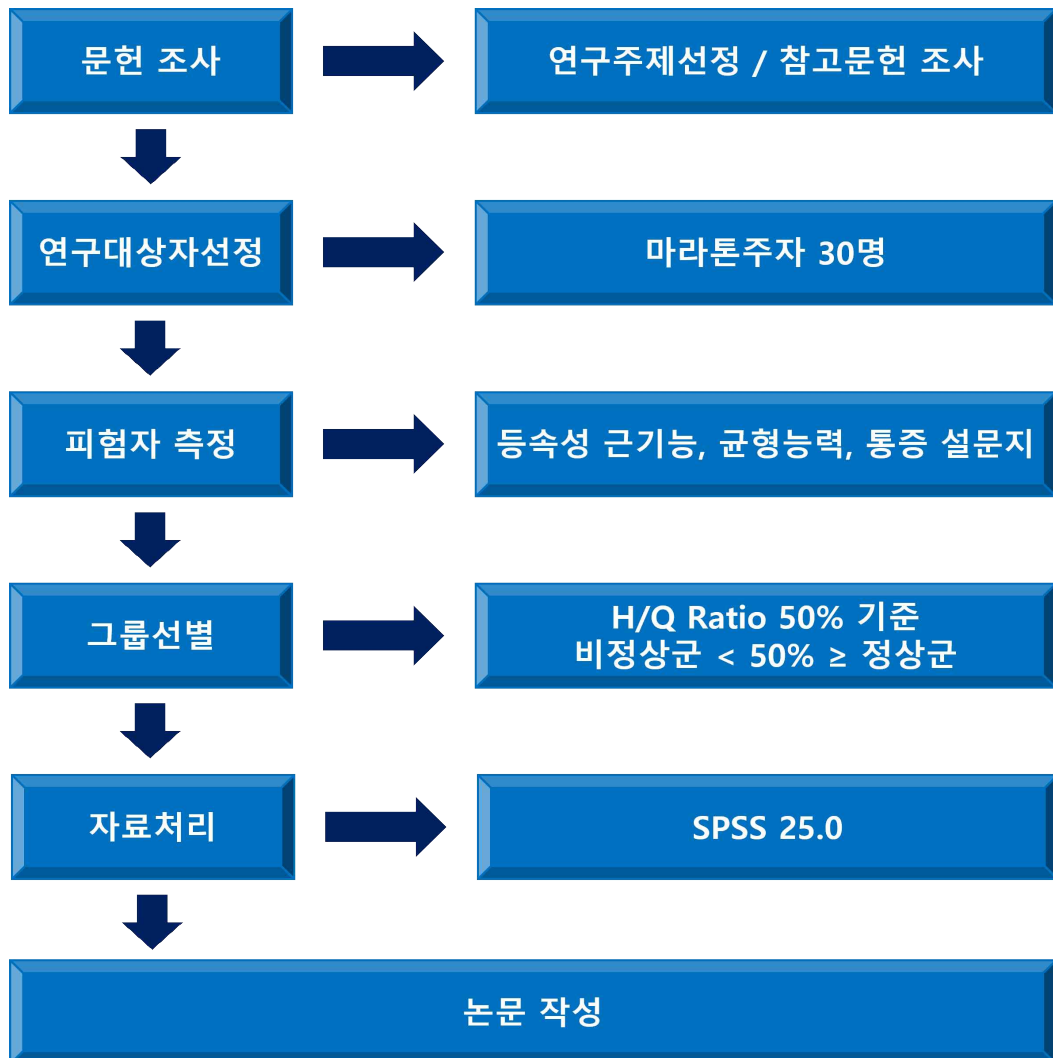 문헌 조사
연구주제선정 / 참고문헌 조사
연구대상자선정
마라톤주자 30명
피험자 측정
등속성 근기능, 균형능력, 통증 설문지
그룹선별
H/Q Ratio 50% 기준
비정상군 < 50% ≥ 정상군
자료처리
SPSS 25.0
논문 작성